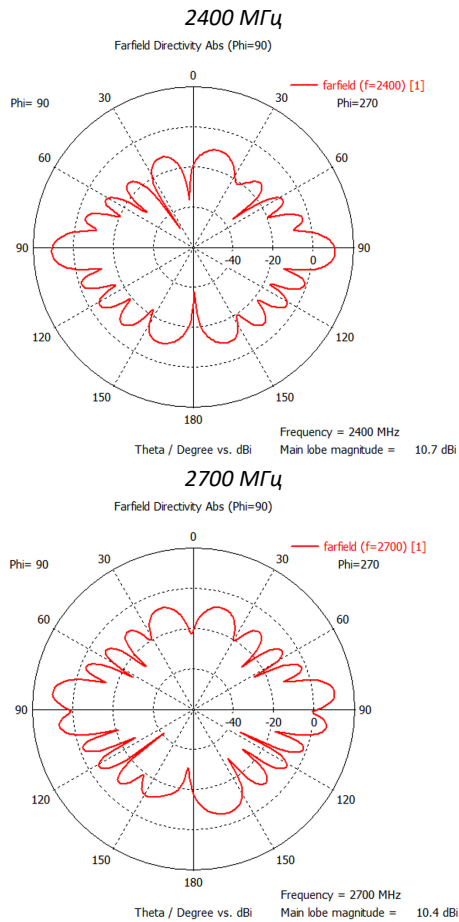 2400 МГц
Farfield Directivity Abs (Phi=90)
farfield (f=2400) [1]
Phi= 90
30
0
30
Phi=270
60
60
90
-40
-20
0
90
120
120
150
150
180
Frequency = 2400 MHz
Theta / Degree vs. dBi
Main lobe magnitude = 10.7 dBi
2700 МГц
Farfield Directivity Abs (Phi=90)
farfield (f=2700) [1]
Phi= 90
30
0
30
Phi=270
60
60
90
-40
-20
0
90
120
120
150
150
180
Frequency = 2700 MHz
Theta / Degree vs. dBi
Main lobe magnitude = 10.4 dBi